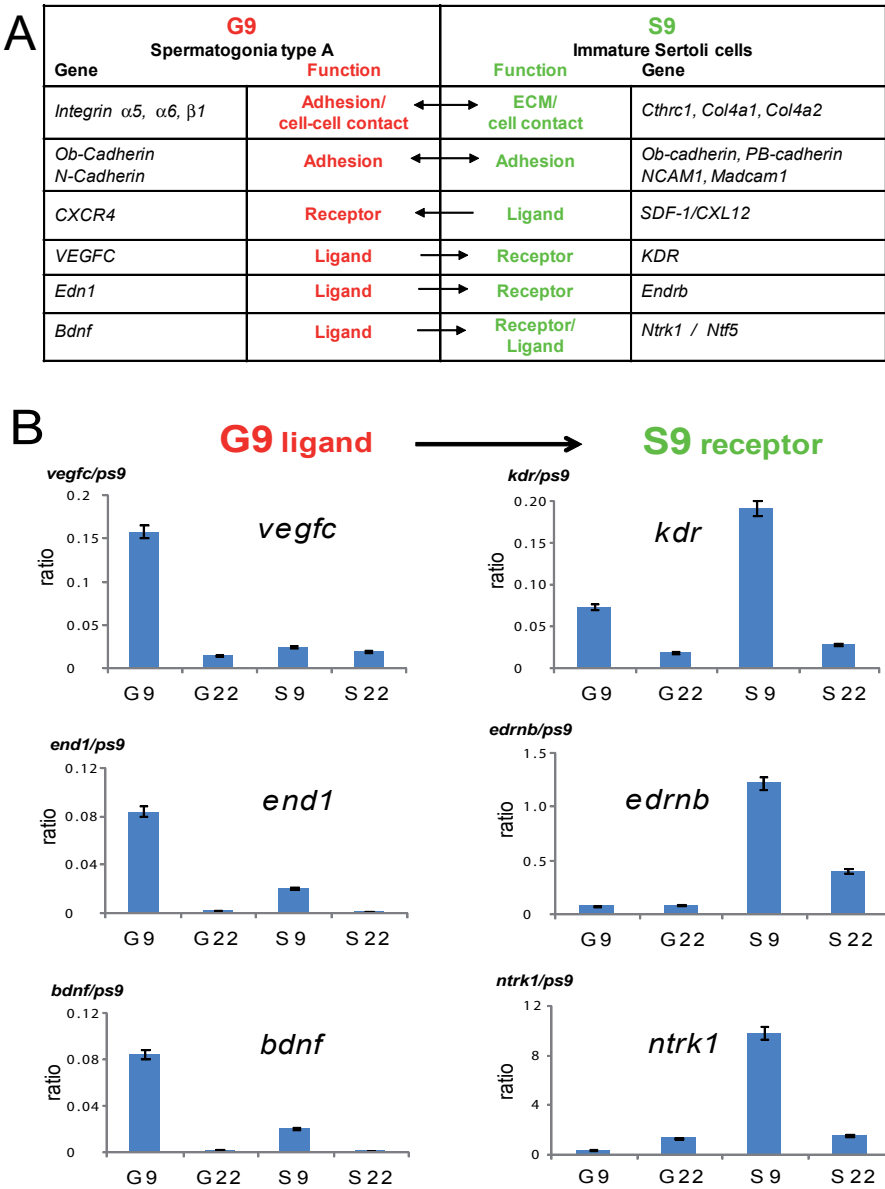 A
G9
Spermatogonia type A
S9
Immature Sertoli cells
Gene Function Function Gene
Integrin α5, α6, β1 Adhesion/ cell-cell contact ECM/ cell contact Cthrc1, Col4a1, Col4a2
Ob-Cadherin
N-Cadherin
Adhesion Adhesion
Ob-cadherin, PB-cadherin
NCAM1, Madcam1
CXCR4 Receptor Ligand SDF-1/CXL12
VEGFC Ligand Receptor KDR
Edn1 Ligand Receptor Endrb
Bdnf Ligand Receptor/ Ligand Ntrk1 / Ntf5
B
G9 ligand S9 receptor
vegfc/ps9
vegfc
ratio
0.2
0.15
0.1
0.05
0
G9 G22 S9 S22
kdr/ps9
kdr
ratio
0.20
0.15
0.10
0.05
0
G9 G22 S9 S22
end1/ps9
end1
ratio
0.12
0.08
0.04
0
G9 G22 S9 S22
edrnb/ps9
edrnb
ratio
1.5
1.0
0.5
0
G9 G22 S9 S22
bdnf/ps9
bdnf
ratio
0.12
0.08
0.04
0
G9 G22 S9 S22
ntrk1/ps9
ntrk1
ratio
12
8
4
0
G9 G22 S9 S22